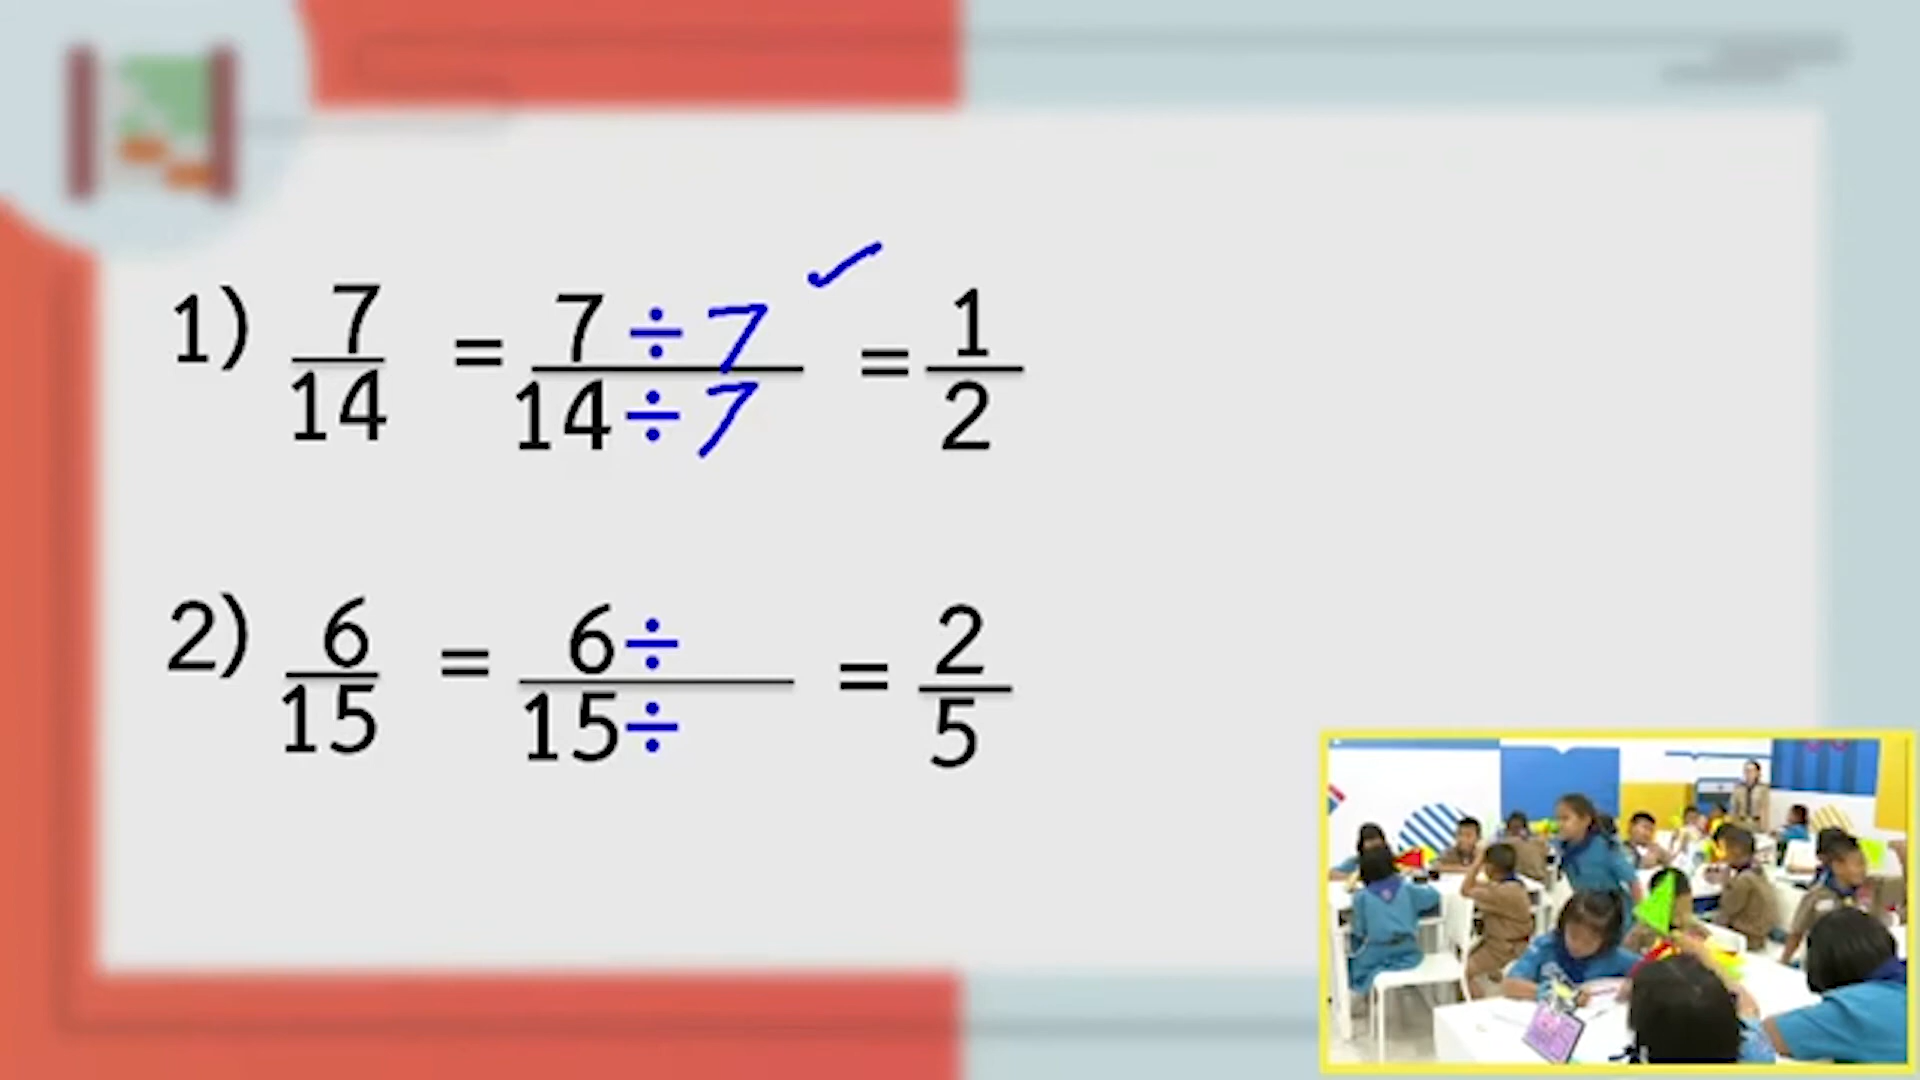 1) 7/14 = 7÷7/14÷7 ✓ = 1/2
2) 6/15 = 6÷/15÷ = 2/5